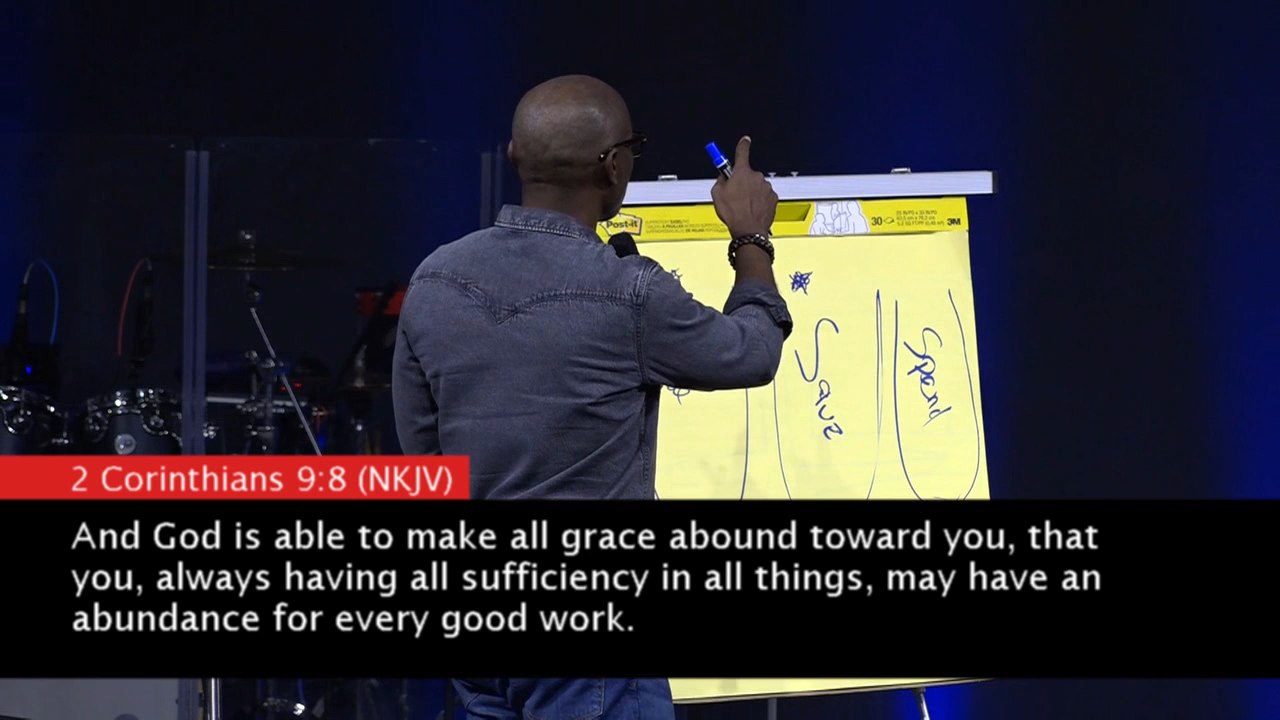 Post-it
30
3M
Save
Spend
2 Corinthians 9:8 (NKJV)
And God is able to make all grace abound toward you, that
you, always having all sufficiency in all things, may have an
abundance for every good work.